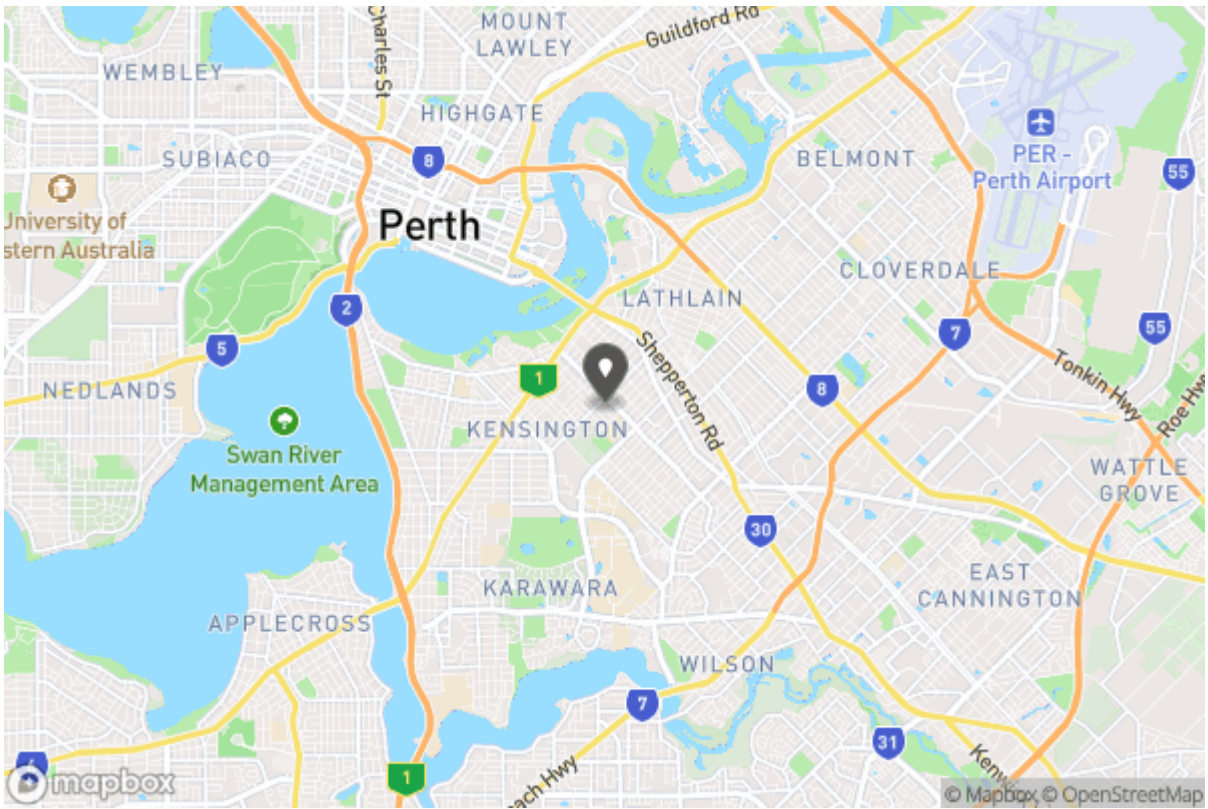 MOUNT
LAWLEY
Guildford Rd
Charles St
WEMBLEY
HIGHGATE
SUBIACO
8
BELMONT
PER -
Perth Airport
55
University of
stern Australia
Perth
CLOVERDALE
2
LATHLAIN
55
5
7
NEDLANDS
1
Shepperton Rd
8
Tonkin Hwy
Roe Hw
KENSINGTON
Swan River
Management Area
WATTLE
GROVE
30
KARAWARA
EAST
CANNINGTON
APPLECROSS
WILSON
7
31
6
mapbox
1
ach Hwy
Kenw
© Mapbox © OpenStreetMap